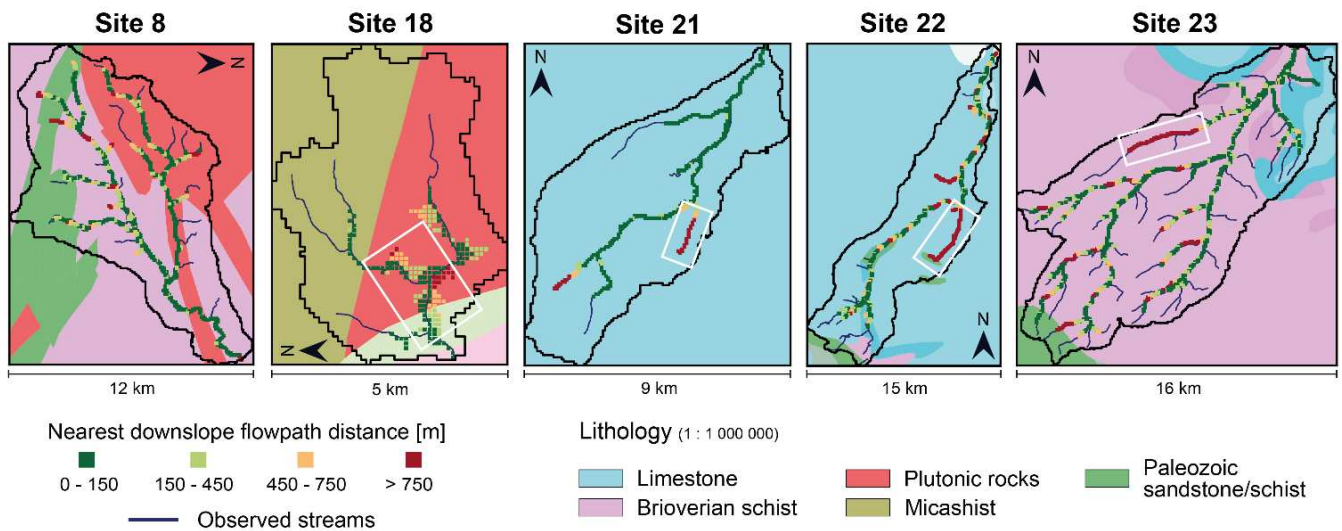 Site 8 Site 18 Site 21 Site 22 Site 23
N N N N N
12 km 5 km 9 km 15 km 16 km
Nearest downslope flowpath distance [m]
0 - 150 150 - 450 450 - 750 > 750
Observed streams
Lithology (1 : 1 000 000)
Limestone Plutonic rocks Paleozoic
sandstone/schist
Brioverian schist Micashist